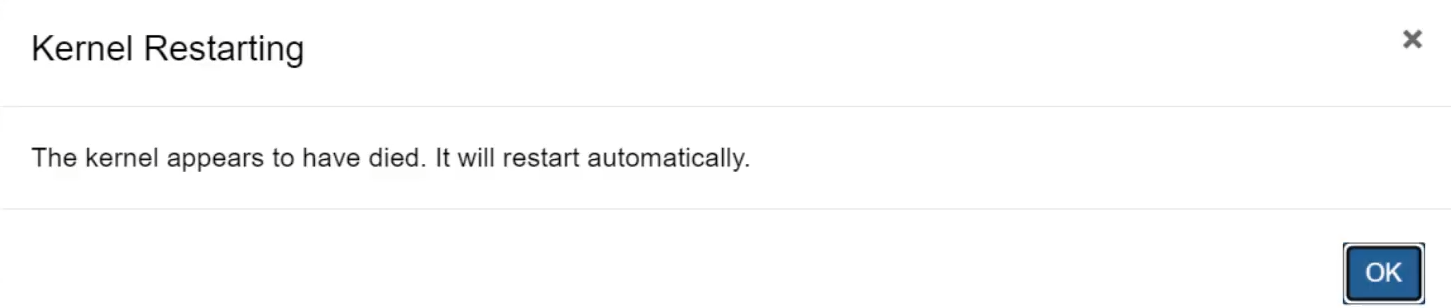 Kernel Restarting
The kernel appears to have died. It will restart automatically.
OK